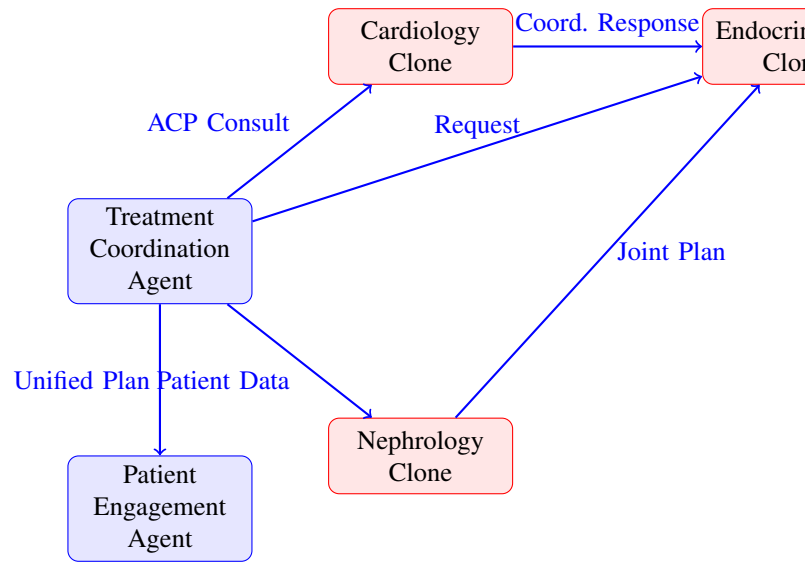 Cardiology
Clone
Coord. Response
Endocrin
ACP Consult
Request
Treatment
Coordination
Agent
Joint Plan
Unified Plan
Patient Data
Nephrology
Clone
Patient
Engagement
Agent